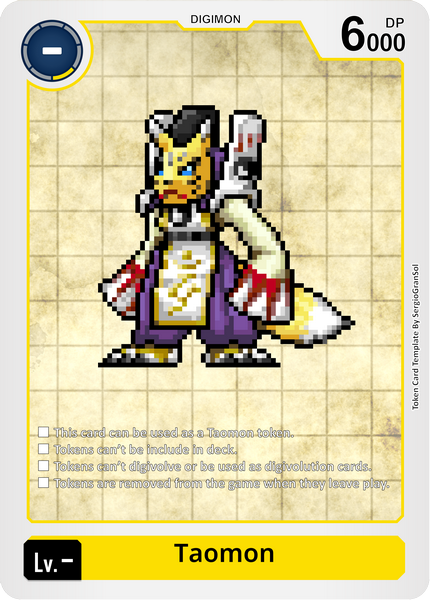 DIGIMON
-
DP
6000
Token Card Template By SergioGranSol
This card can be used as a Taomon token.
Tokens can't be include in deck.
Tokens can't digivolve or be used as digivolution cards.
Tokens are removed from the game when they leave play.
Lv.-
Taomon